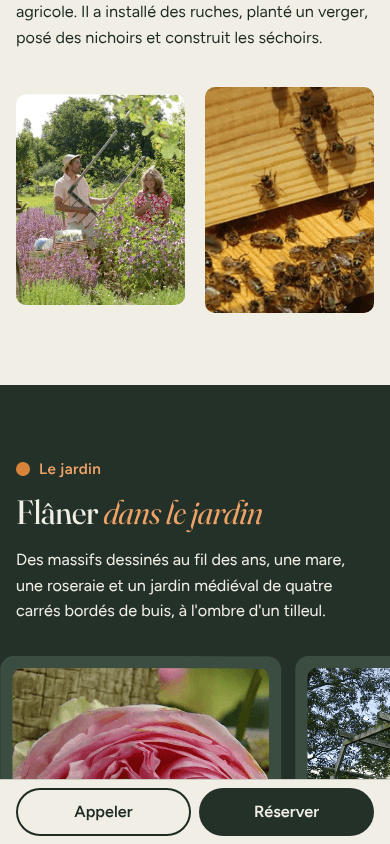 agricole. Il a installé des ruches, planté un verger,
posé des nichoirs et construit les séchoirs.
Le jardin
Flâner dans le jardin
Des massifs dessinés au fil des ans, une mare,
une roseraie et un jardin médiéval de quatre
carrés bordés de buis, à l'ombre d'un tilleul.
Appeler
Réserver